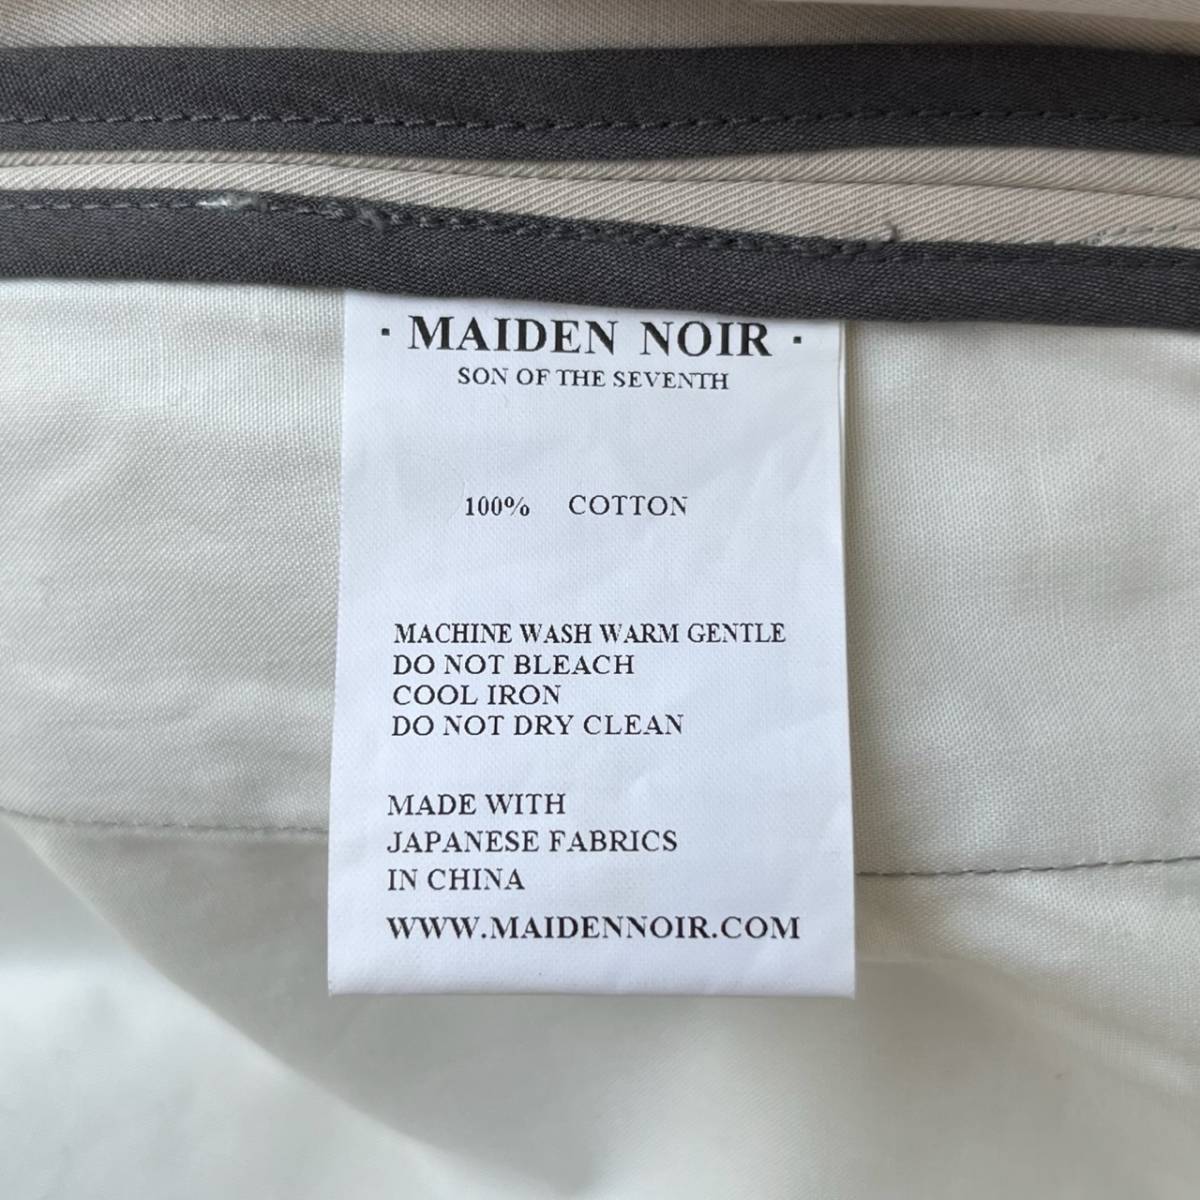 · MAIDEN NOIR ·
SON OF THE SEVENTH
100% COTTON
MACHINE WASH WARM GENTLE
DO NOT BLEACH
COOL IRON
DO NOT DRY CLEAN
MADE WITH
JAPANESE FABRICS
IN CHINA
WWW.MAIDENNOIR.COM